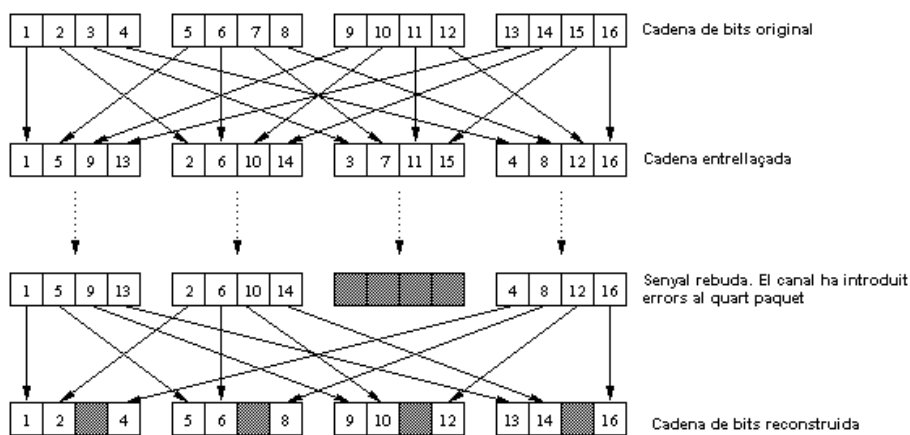 1 2 3 4 5 6 7 8 9 10 11 12 13 14 15 16 Cadena de bits original
1 5 9 13 2 6 10 14 3 7 11 15 4 8 12 16 Cadena entrellaçada
1 5 9 13 2 6 10 14 4 8 12 16 Senyal rebuda. El canal ha introduit
errors al quart paquet
1 2 4 5 6 8 9 10 12 13 14 16 Cadena de bits reconstruida